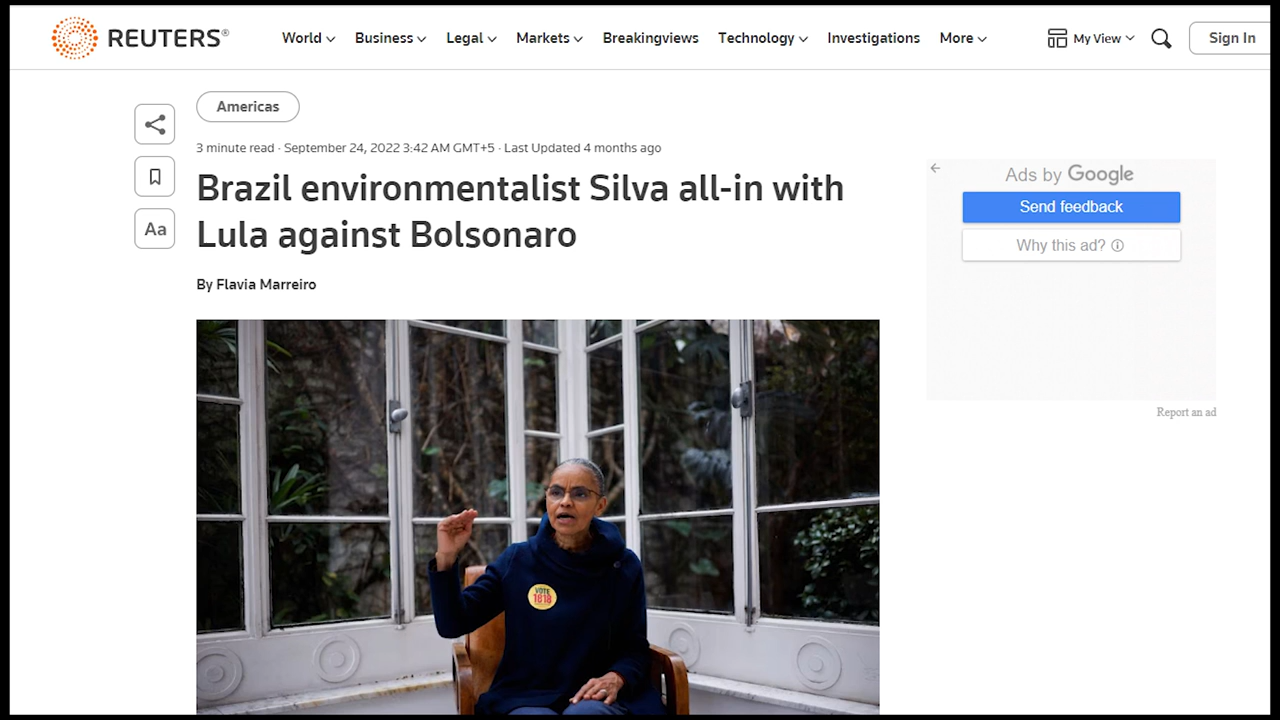 REUTERS®
World Business Legal Markets Breakingviews Technology Investigations More My View Sign In
Americas
3 minute read · September 24, 2022 3:42 AM GMT+5 · Last Updated 4 months ago
Brazil environmentalist Silva all-in with
Lula against Bolsonaro
Aa
By Flavia Marreiro
Ads by Google
Send feedback
Why this ad?
Report an ad
VOTE
1818